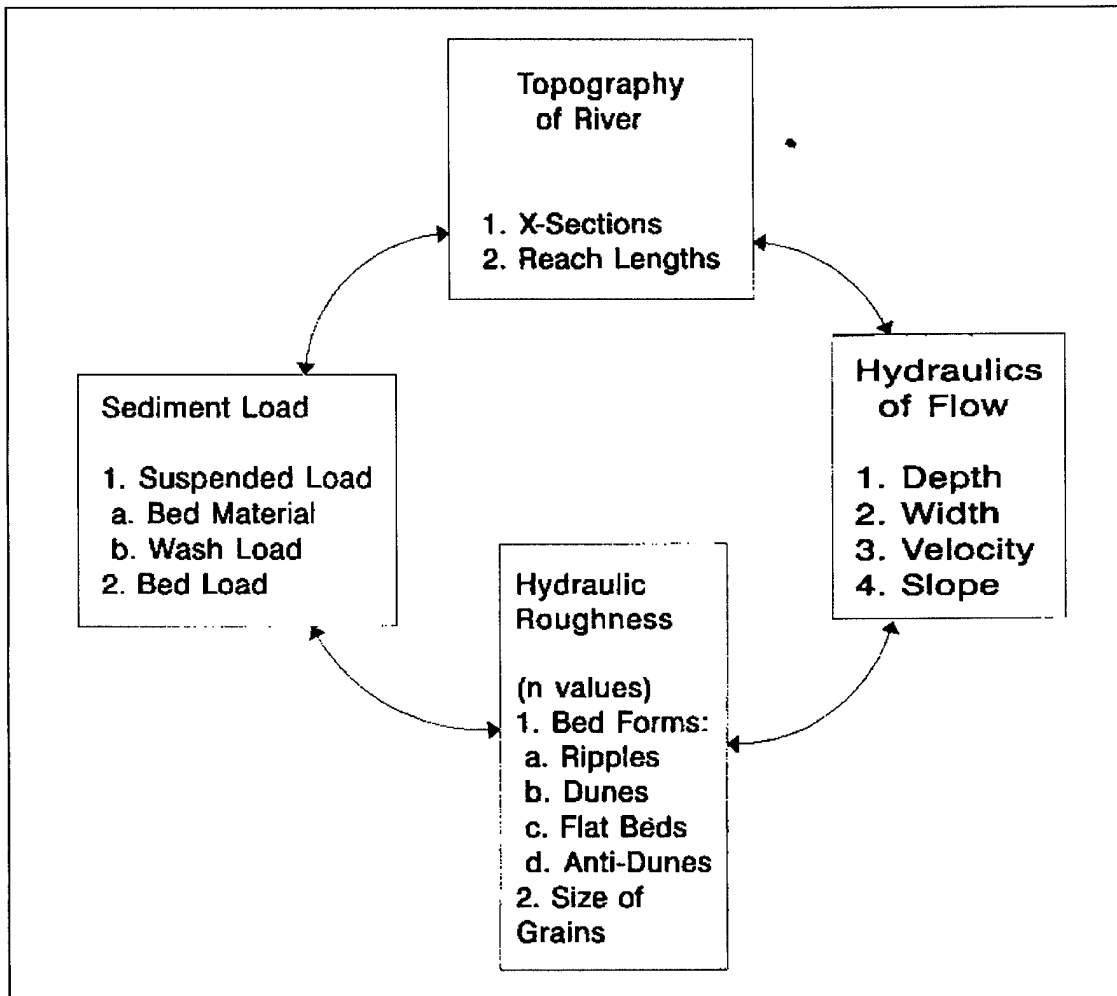 Topography
of River
1. X-Sections
2. Reach Lengths
Sediment Load
1. Suspended Load
a. Bed Material
b. Wash Load
2. Bed Load
Hydraulics
of Flow
1. Depth
2. Width
3. Velocity
4. Slope
Hydraulic
Roughness
(n values)
1. Bed Forms:
a. Ripples
b. Dunes
c. Flat Beds
d. Anti-Dunes
2. Size of
Grains